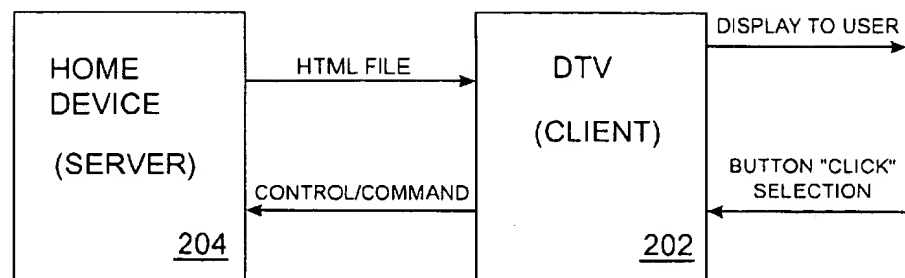 HOME
DEVICE
(SERVER)
204
HTML FILE
CONTROL/COMMAND
DTV
(CLIENT)
202
DISPLAY TO USER
BUTTON "CLICK"
SELECTION